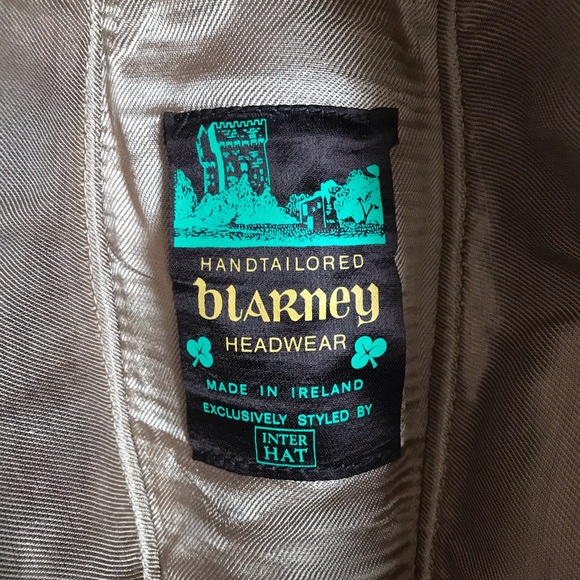 HANDTAILORED
BLARNEY
HEADWEAR
MADE IN IRELAND
EXCLUSIVELY STYLED BY
INTER
HAT